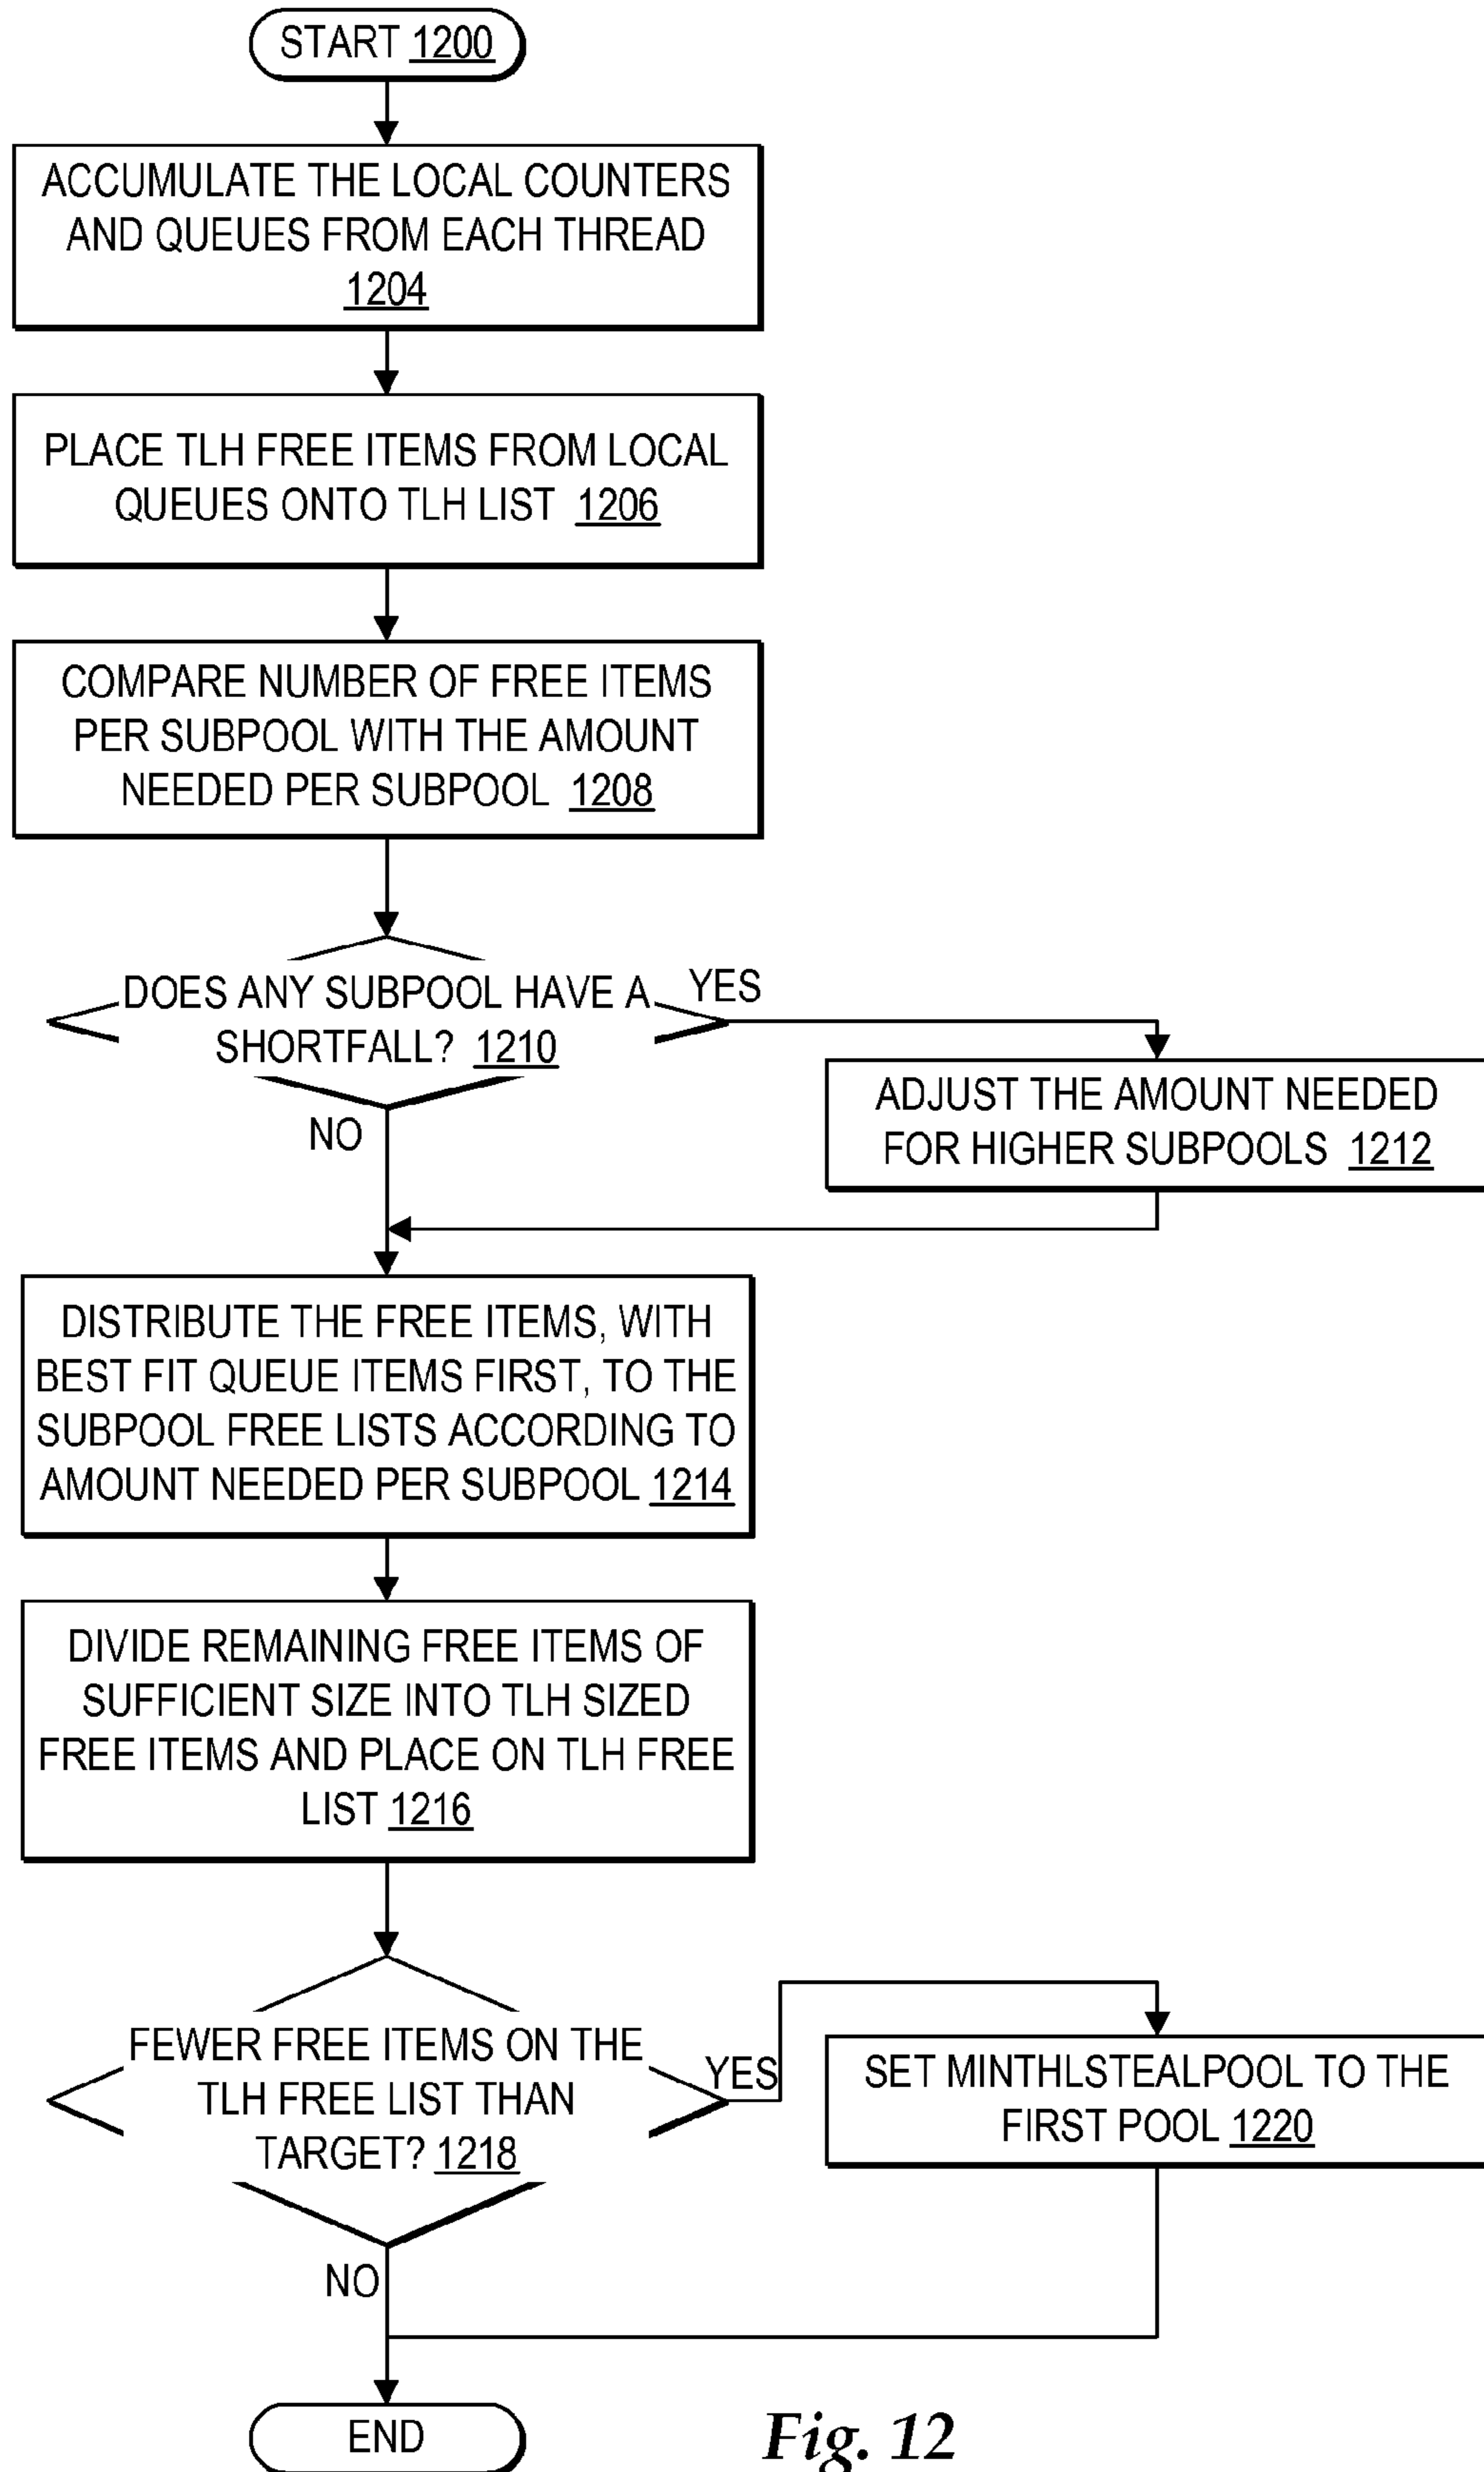 START 1200
ACCUMULATE THE LOCAL COUNTERS
AND QUEUES FROM EACH THREAD
1204
PLACE TLH FREE ITEMS FROM LOCAL
QUEUES ONTO TLH LIST 1206
COMPARE NUMBER OF FREE ITEMS
PER SUBPOOL WITH THE AMOUNT
NEEDED PER SUBPOOL 1208
DOES ANY SUBPOOL HAVE A
SHORTFALL? 1210
YES
NO
ADJUST THE AMOUNT NEEDED
FOR HIGHER SUBPOOLS 1212
DISTRIBUTE THE FREE ITEMS, WITH
BEST FIT QUEUE ITEMS FIRST, TO THE
SUBPOOL FREE LISTS ACCORDING TO
AMOUNT NEEDED PER SUBPOOL 1214
DIVIDE REMAINING FREE ITEMS OF
SUFFICIENT SIZE INTO TLH SIZED
FREE ITEMS AND PLACE ON TLH FREE
LIST 1216
FEWER FREE ITEMS ON THE
TLH FREE LIST THAN
TARGET? 1218
YES
NO
SET MINTHLSTEALPOOL TO THE
FIRST POOL 1220
END
Fig. 12